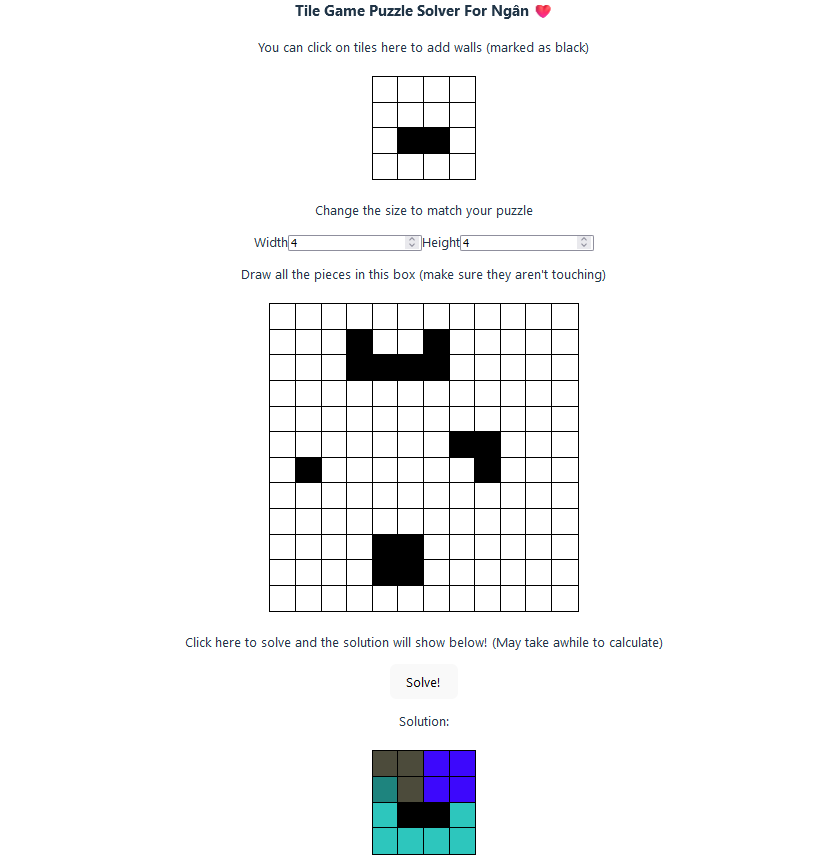 Tile Game Puzzle Solver For Ngân ❤️
You can click on tiles here to add walls (marked as black)
Change the size to match your puzzle
Width 4 Height 4
Draw all the pieces in this box (make sure they aren't touching)
Click here to solve and the solution will show below! (May take awhile to calculate)
Solve!
Solution: